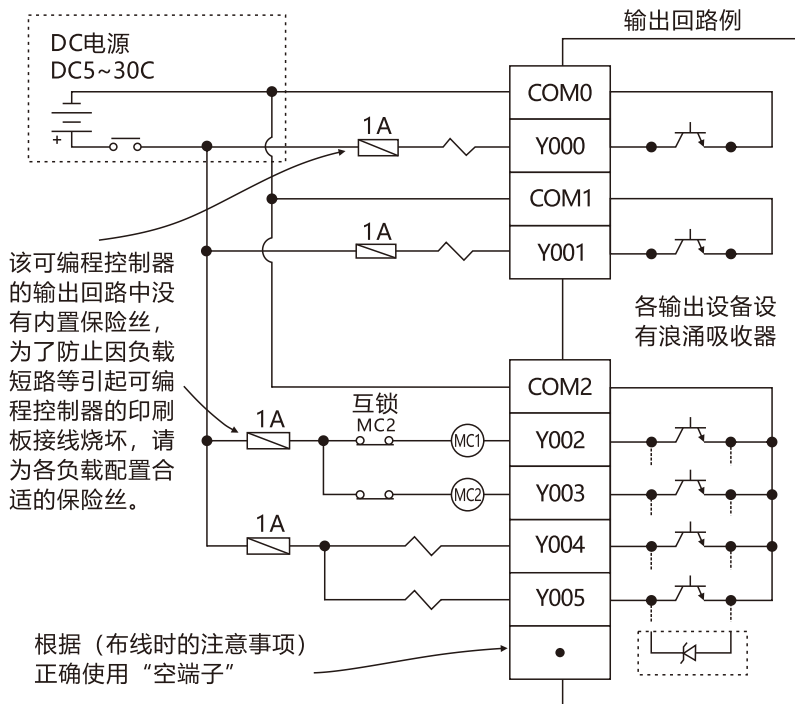 输出回路例
DC电源
DC5~30C
+
COM0
1A
Y000
COM1
1A
Y001
该可编程控制器
的输出回路中没
有内置保险丝，
为了防止因负载
短路等引起可编
程控制器的印刷
板接线烧坏，请
为各负载配置合
适的保险丝。
各输出设备设
有浪涌吸收器
COM2
互锁
MC2
1A
MC1
Y002
MC2
Y003
1A
Y004
Y005
根据（布线时的注意事项）
正确使用“空端子”